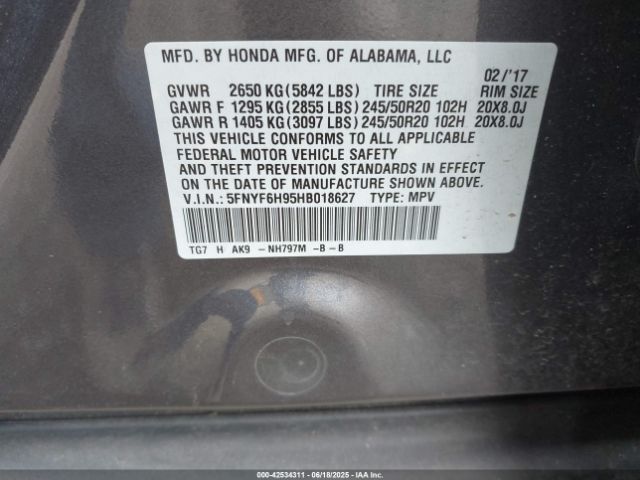 MFD. BY HONDA MFG. OF ALABAMA, LLC
02 /'17
GVWR 2650 KG (5842 LBS) TIRE SIZE RIM SIZE
GAWR F 1295 KG (2855 LBS) 245/50R20 102H 20X8.0J
GAWR R 1405 KG (3097 LBS) 245/50R20 102H 20X8.0J
THIS VEHICLE CONFORMS TO ALL APPLICABLE
FEDERAL MOTOR VEHICLE SAFETY
AND THEFT PREVENTION STANDARDS IN EFFECT
ON THE DATE OF MANUFACTURE SHOWN ABOVE.
V.I.N.: 5FNYF6H95HB018627 TYPE: MPV
TG7 H AK9 -NH797M -B-B
000-42534311 - 06/18/2025 - IAA Inc.